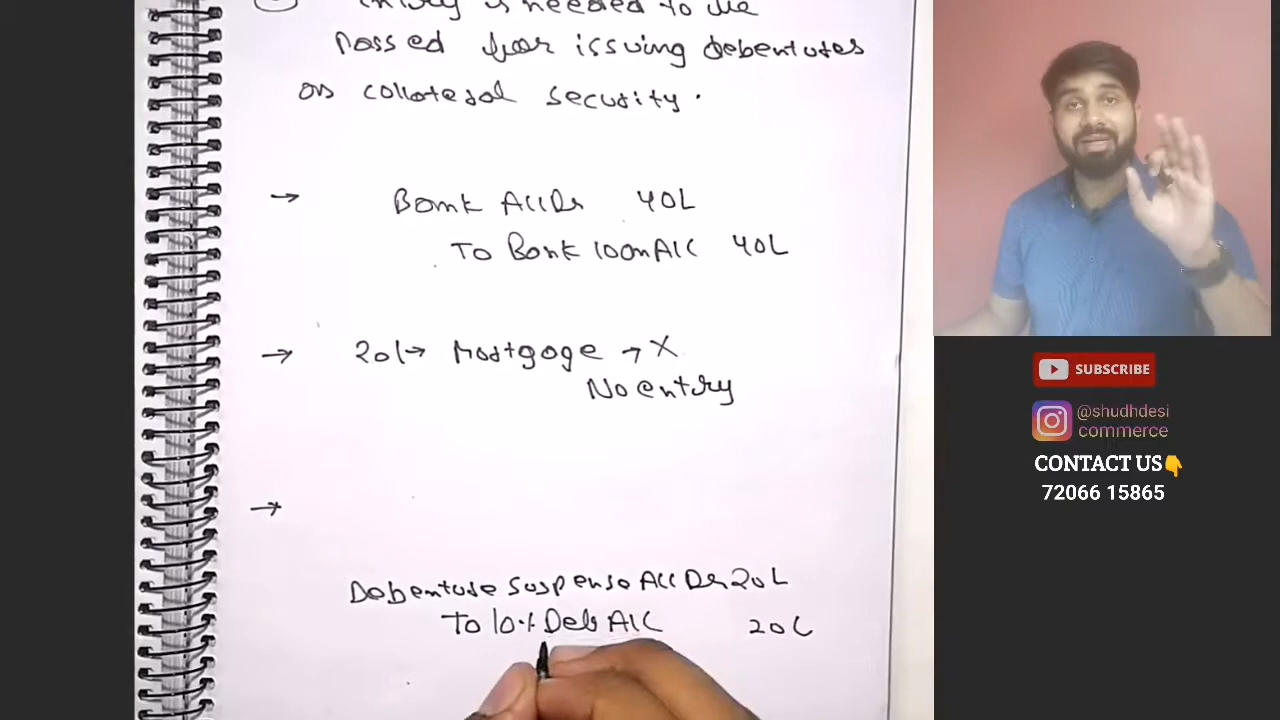 is needed to be
passed for issuing debentures
as collateral security.
→ Bank A/c Dr 40L
To Bank loan A/c 40L
→ 20L→ Mortgage → X
No entry
→
Debenture Suspense A/c Dr 20L
To 10% Deb A/C 20L
SUBSCRIBE
@shudhdesi
commerce
CONTACT US👇
72066 15865